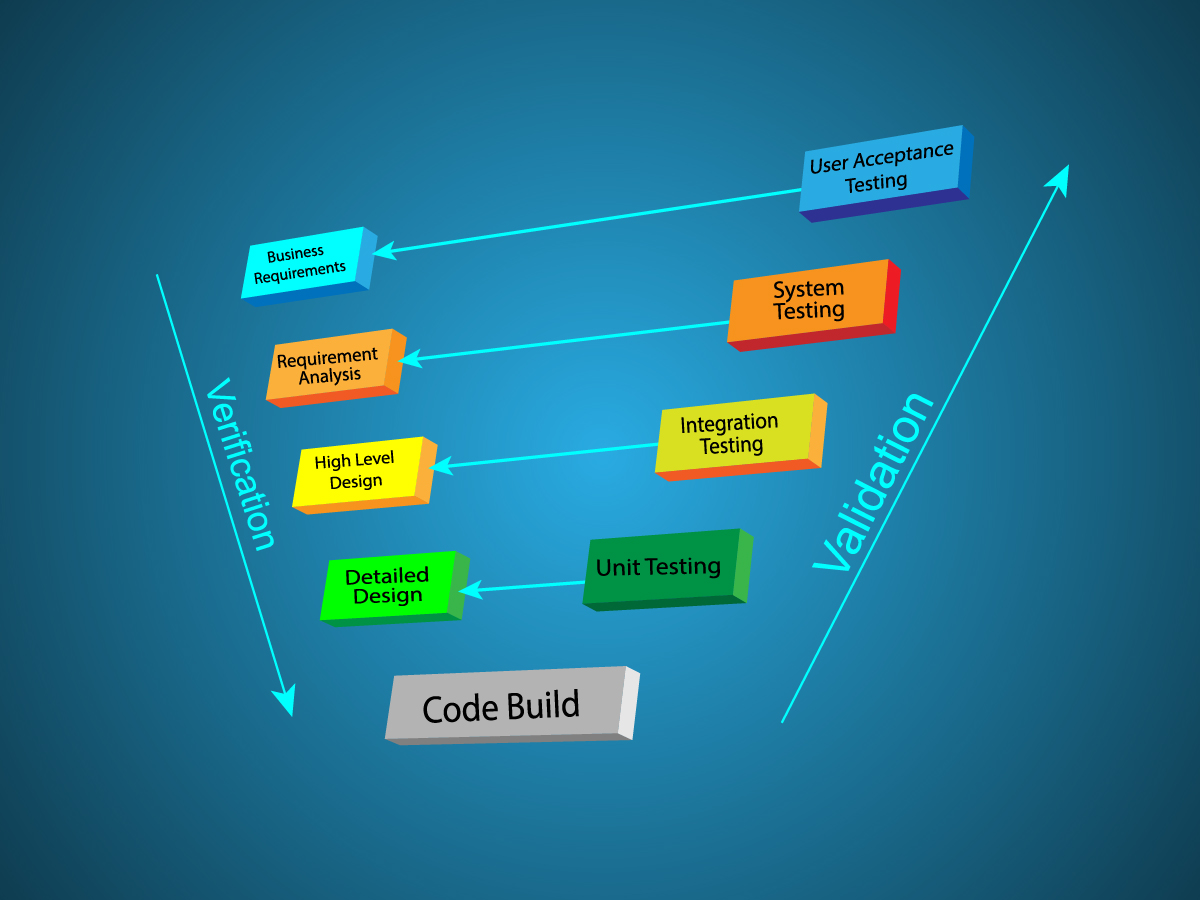 User Acceptance
Testing
Business
Requirements
System
Testing
Requirement
Analysis
Integration
Testing
High Level
Design
Verification
Validation
Unit Testing
Detailed
Design
Code Build